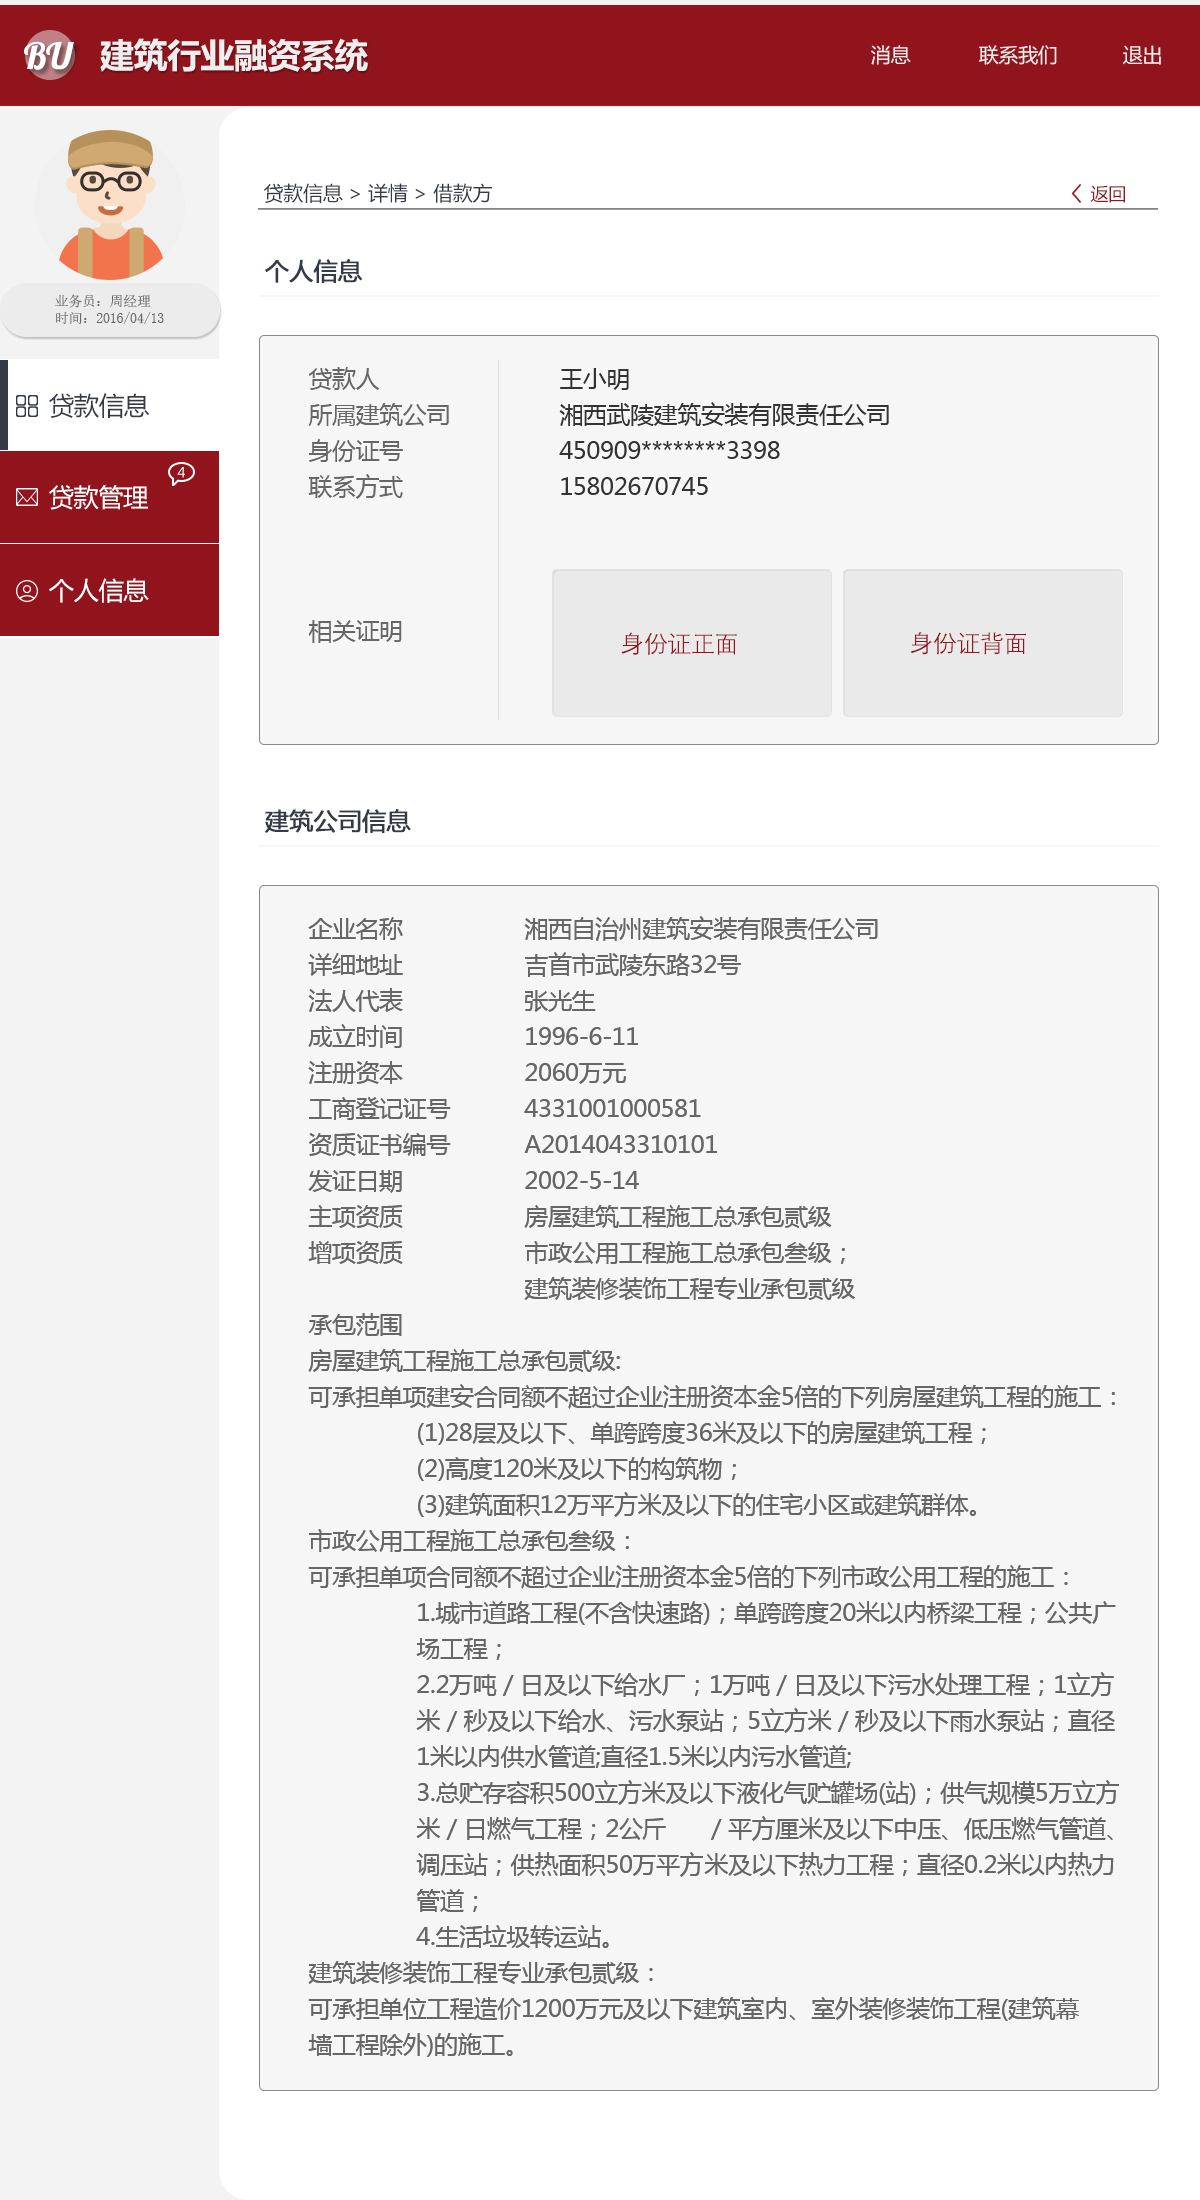 BU 建筑行业融资系统 消息 联系我们 退出
业务员：周经理
时间：2016/04/13
贷款信息
贷款管理 4
个人信息
贷款信息 > 详情 > 借款方 返回
个人信息
贷款人 王小明
所属建筑公司 湘西武陵建筑安装有限责任公司
身份证号 450909********3398
联系方式 15802670745
相关证明 身份证正面 身份证背面
建筑公司信息
企业名称 湘西自治州建筑安装有限责任公司
详细地址 吉首市武陵东路32号
法人代表 张光生
成立时间 1996-6-11
注册资本 2060万元
工商登记证号 4331001000581
资质证书编号 A2014043310101
发证日期 2002-5-14
主项资质 房屋建筑工程施工总承包贰级
增项资质 市政公用工程施工总承包叁级；
建筑装修装饰工程专业承包贰级
承包范围
房屋建筑工程施工总承包贰级:
可承担单项建安合同额不超过企业注册资本金5倍的下列房屋建筑工程的施工：
(1)28层及以下、单跨跨度36米及以下的房屋建筑工程；
(2)高度120米及以下的构筑物；
(3)建筑面积12万平方米及以下的住宅小区或建筑群体。
市政公用工程施工总承包叁级：
可承担单项合同额不超过企业注册资本金5倍的下列市政公用工程的施工：
1.城市道路工程(不含快速路)；单跨跨度20米以内桥梁工程；公共广
场工程；
2.2万吨／日及以下给水厂；1万吨／日及以下污水处理工程；1立方
米／秒及以下给水、污水泵站；5立方米／秒及以下雨水泵站；直径
1米以内供水管道;直径1.5米以内污水管道;
3.总贮存容积500立方米及以下液化气贮罐场(站)；供气规模5万立方
米／日燃气工程；2公斤 ／平方厘米及以下中压、低压燃气管道、
调压站；供热面积50万平方米及以下热力工程；直径0.2米以内热力
管道；
4.生活垃圾转运站。
建筑装修装饰工程专业承包贰级：
可承担单位工程造价1200万元及以下建筑室内、室外装修装饰工程(建筑幕
墙工程除外)的施工。